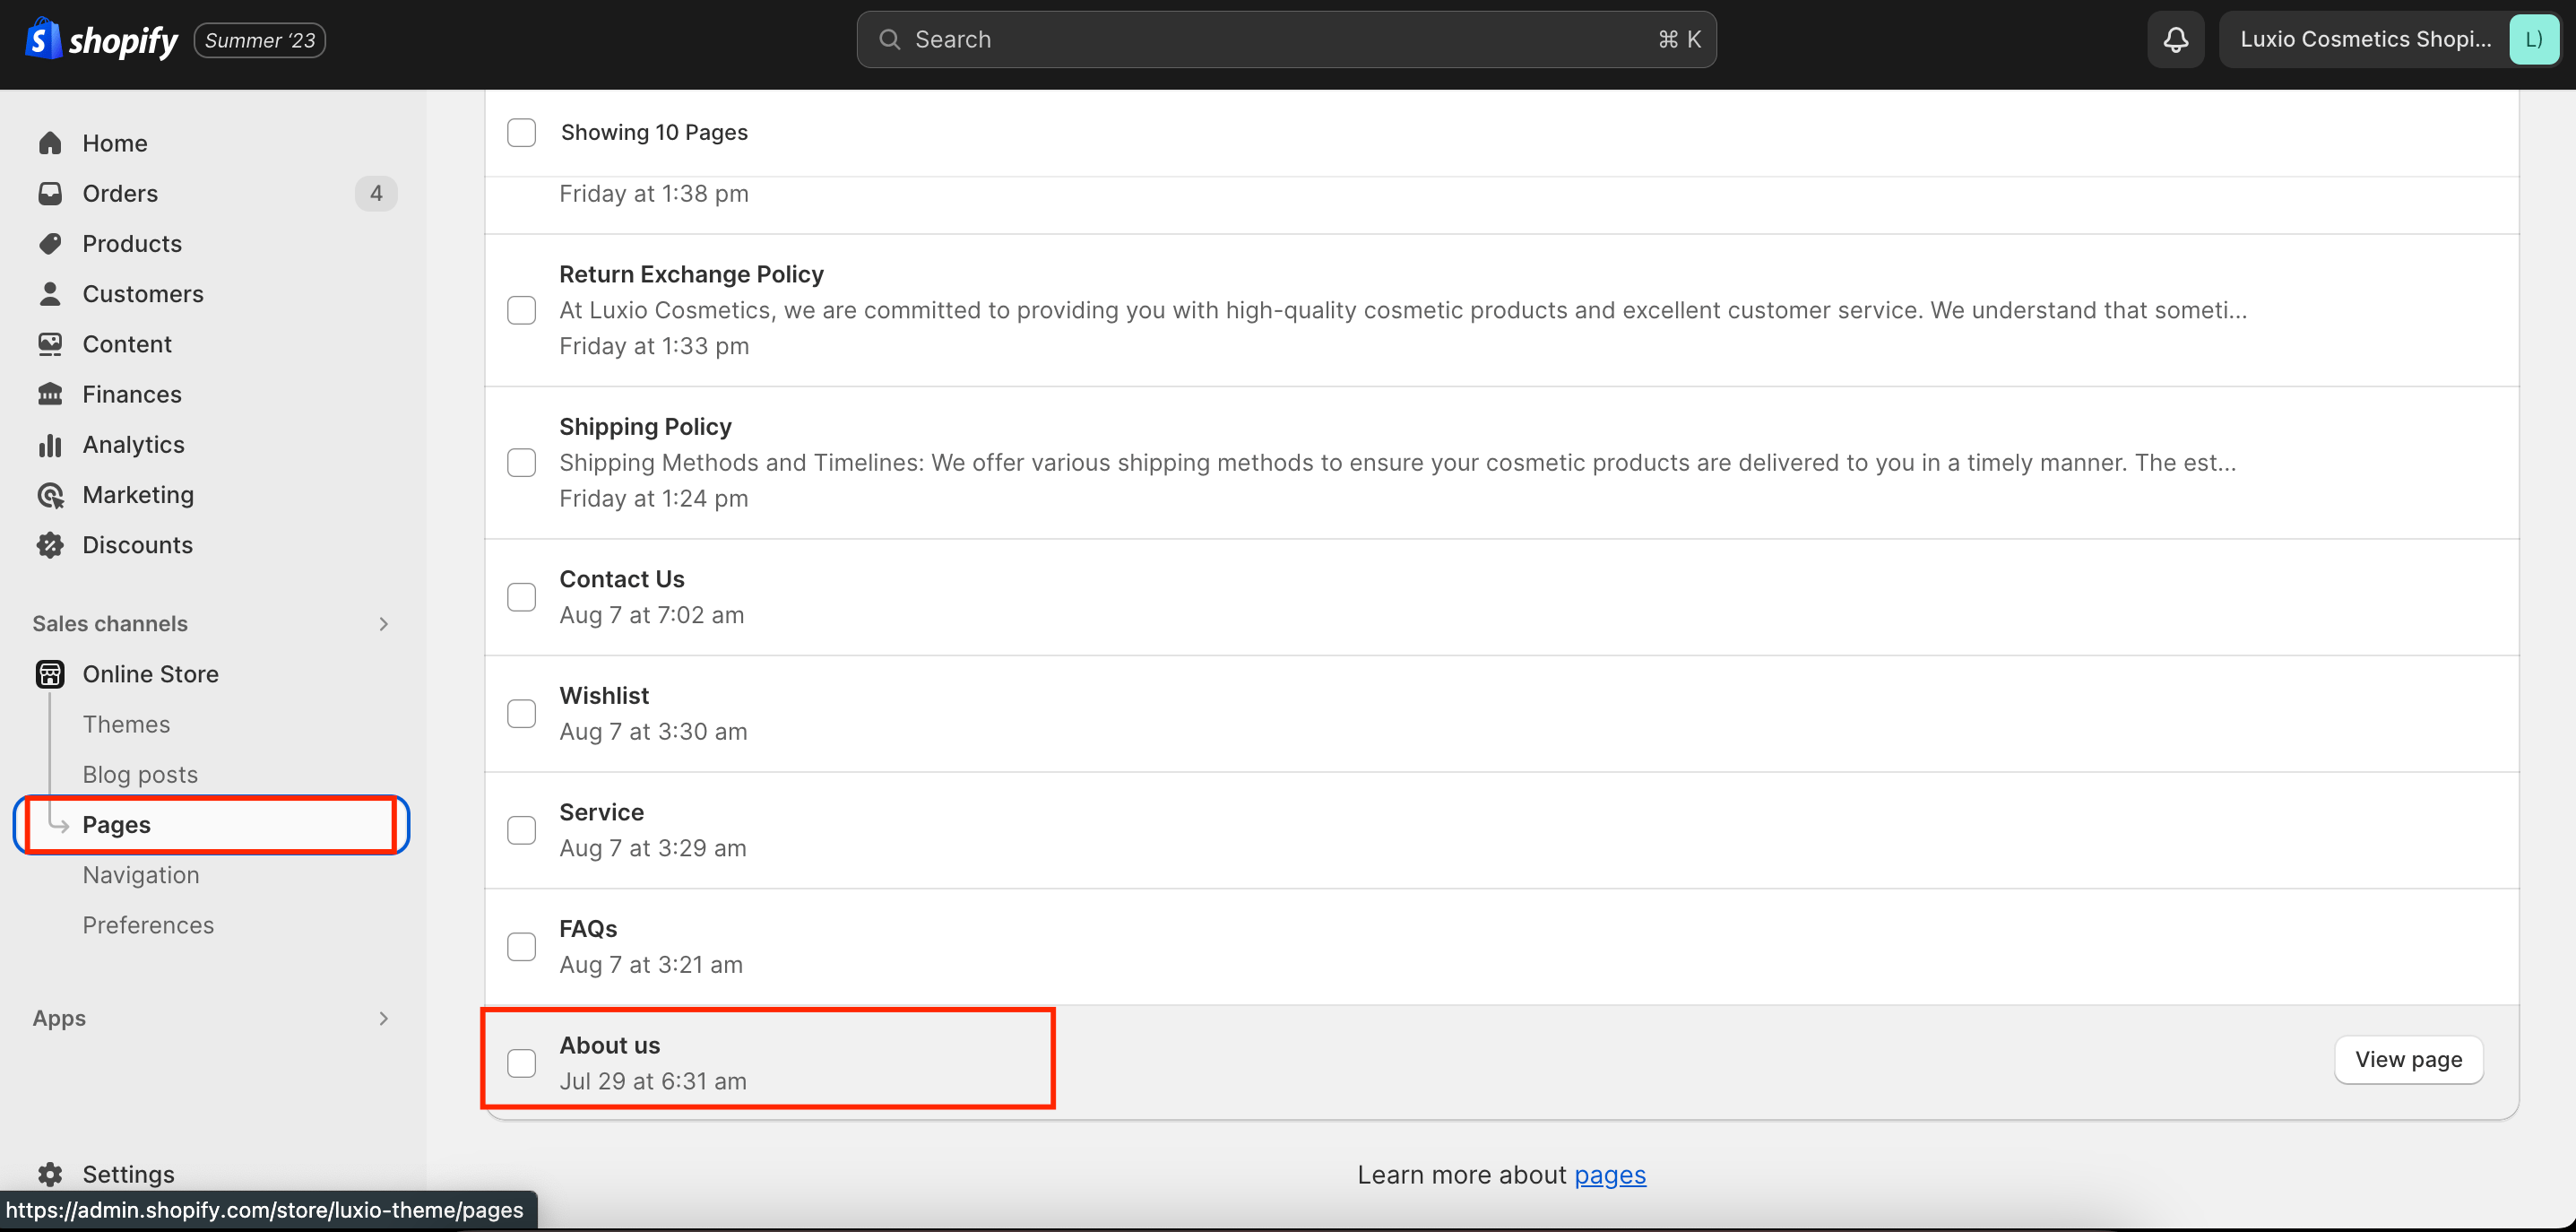 shopify Summer ‘23
Search
⌘ K
Luxio Cosmetics Shopi...
L)
Home
Orders
4
Products
Customers
Content
Finances
Analytics
Marketing
Discounts
Sales channels
Online Store
Themes
Blog posts
Pages
Navigation
Preferences
Apps
Settings
https://admin.shopify.com/store/luxio-theme/pages
Showing 10 Pages
Friday at 1:38 pm
Return Exchange Policy
At Luxio Cosmetics, we are committed to providing you with high-quality cosmetic products and excellent customer service. We understand that someti...
Friday at 1:33 pm
Shipping Policy
Shipping Methods and Timelines: We offer various shipping methods to ensure your cosmetic products are delivered to you in a timely manner. The est...
Friday at 1:24 pm
Contact Us
Aug 7 at 7:02 am
Wishlist
Aug 7 at 3:30 am
Service
Aug 7 at 3:29 am
FAQs
Aug 7 at 3:21 am
About us
Jul 29 at 6:31 am
View page
Learn more about pages